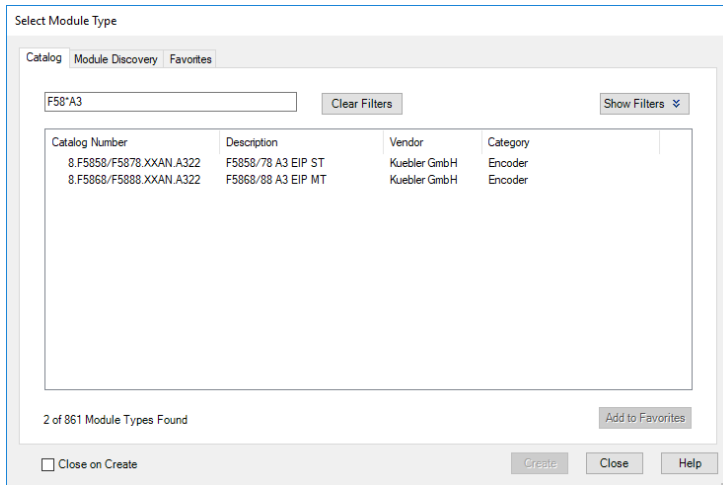 Select Module Type
Catalog Module Discovery Favorites
F58*A3 Clear Filters Show Filters
Catalog Number Description Vendor Category
8.F5858/F5878.XXAN.A322 F5858/78 A3 EIP ST Kuebler GmbH Encoder
8.F5868/F5888.XXAN.A322 F5868/88 A3 EIP MT Kuebler GmbH Encoder
2 of 861 Module Types Found Add to Favorites
Close on Create Create Close Help